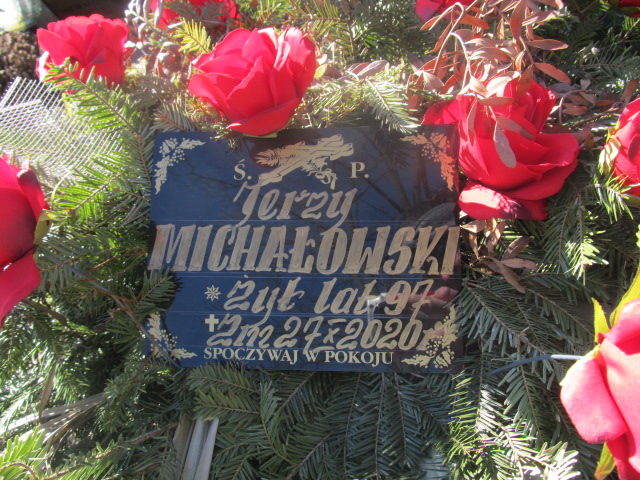 Ś. P.
Jerzy
MICHAŁOWSKI
Żył lat 97
Zm 27 X 2020
SPOCZYWAJ W POKOJU